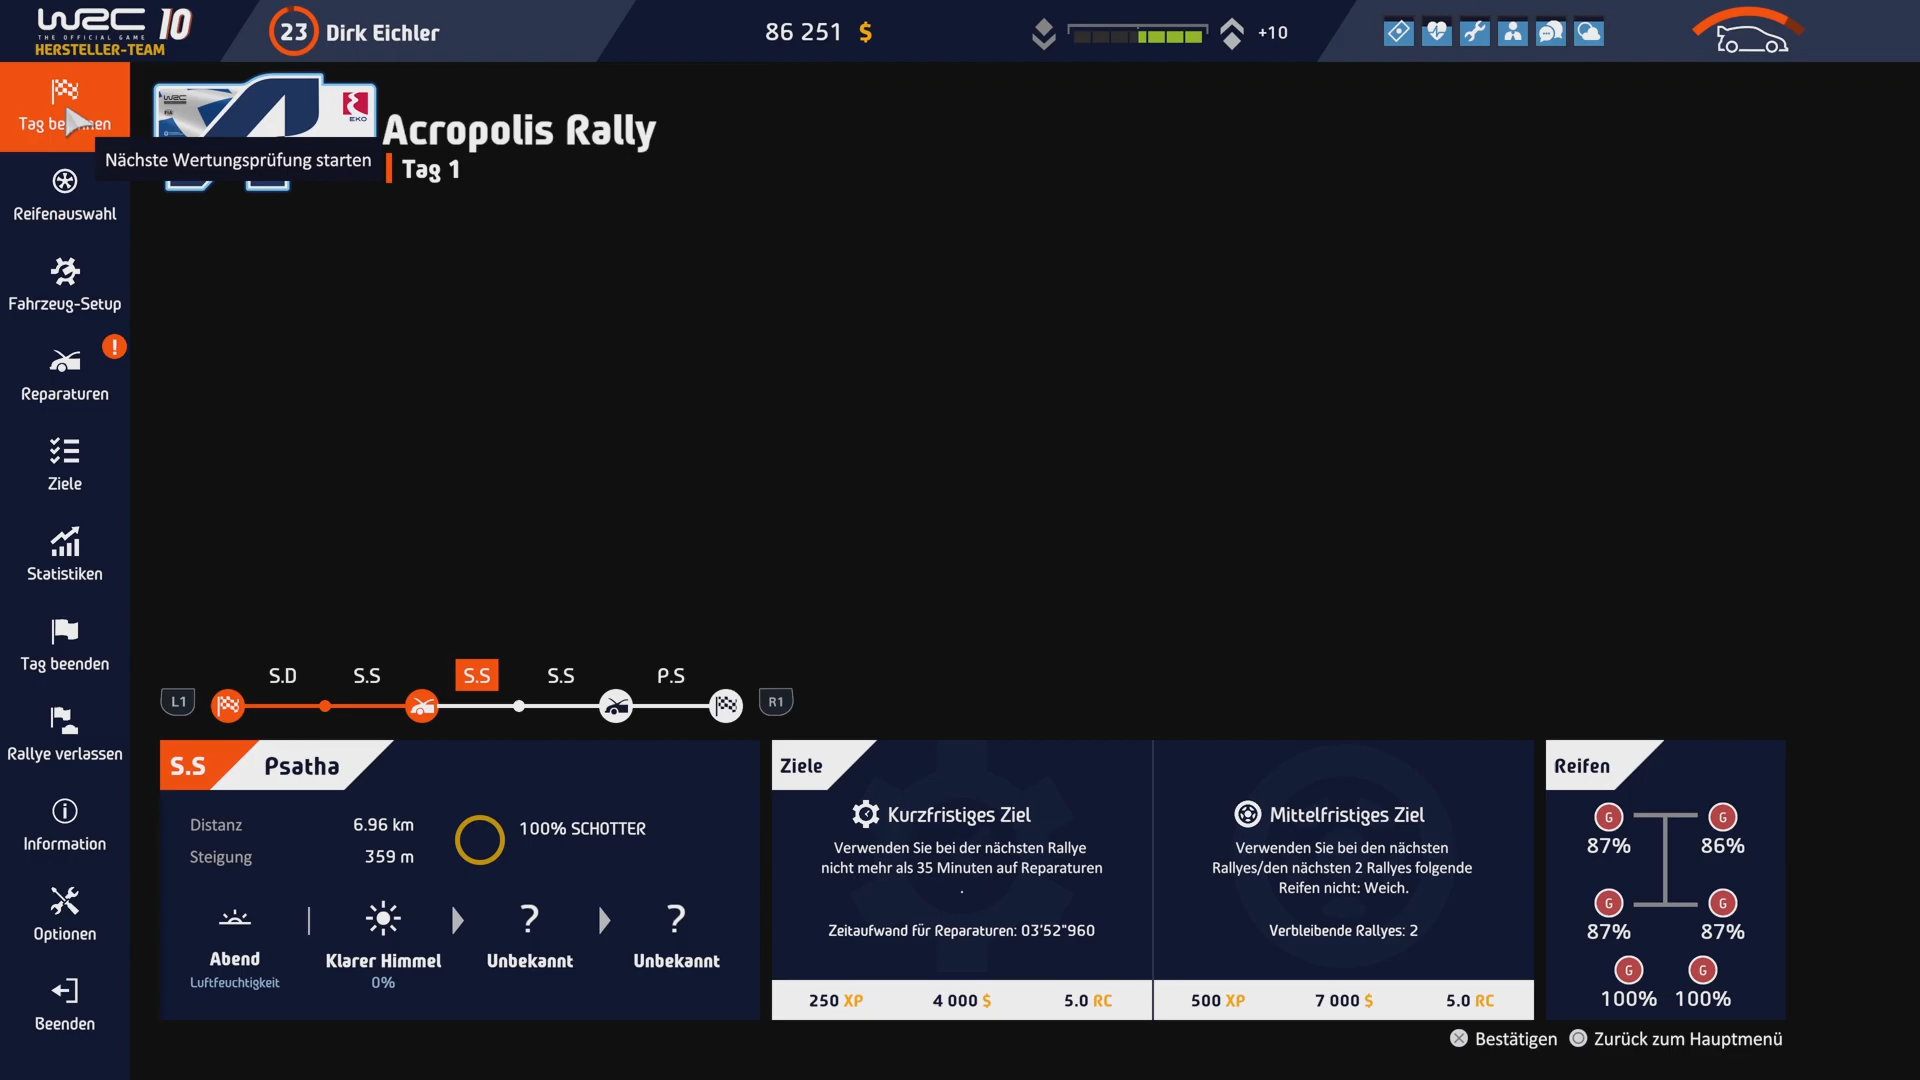 WRC 10
THE OFFICIAL GAME
HERSTELLER-TEAM
23 Dirk Eichler
86 251 $
+10
Tag beginnen
Nächste Wertungsprüfung starten
WRC
FIA
EKO
Acropolis Rally
Tag 1
Reifenauswahl
Fahrzeug-Setup
!
Reparaturen
Ziele
Statistiken
Tag beenden
Rallye verlassen
Information
Optionen
Beenden
S.D S.S S.S S.S P.S
L1 R1
S.S Psatha
Distanz 6.96 km
Steigung 359 m
100% SCHOTTER
? ?
Abend Klarer Himmel Unbekannt Unbekannt
Luftfeuchtigkeit 0%
Ziele
Kurzfristiges Ziel
Verwenden Sie bei der nächsten Rallye
nicht mehr als 35 Minuten auf Reparaturen
.
Zeitaufwand für Reparaturen: 03'52"960
250 XP 4 000 $ 5.0 RC
Mittelfristiges Ziel
Verwenden Sie bei den nächsten
Rallyes/den nächsten 2 Rallyes folgende
Reifen nicht: Weich.
Verbleibende Rallyes: 2
500 XP 7 000 $ 5.0 RC
Reifen
G G
87% 86%
G G
87% 87%
G G
100% 100%
Bestätigen Zurück zum Hauptmenü